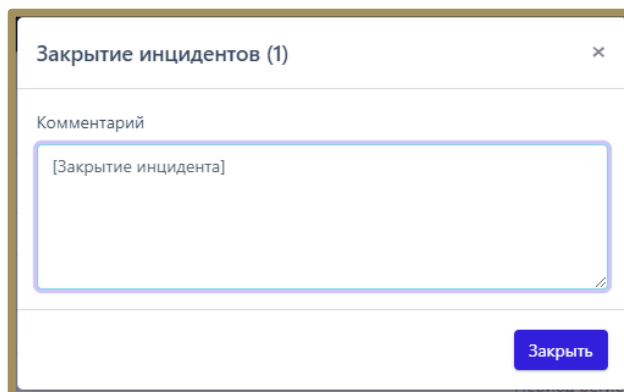 Закрытие инцидентов (1)
×
Комментарий
[Закрытие инцидента]
Закрыть